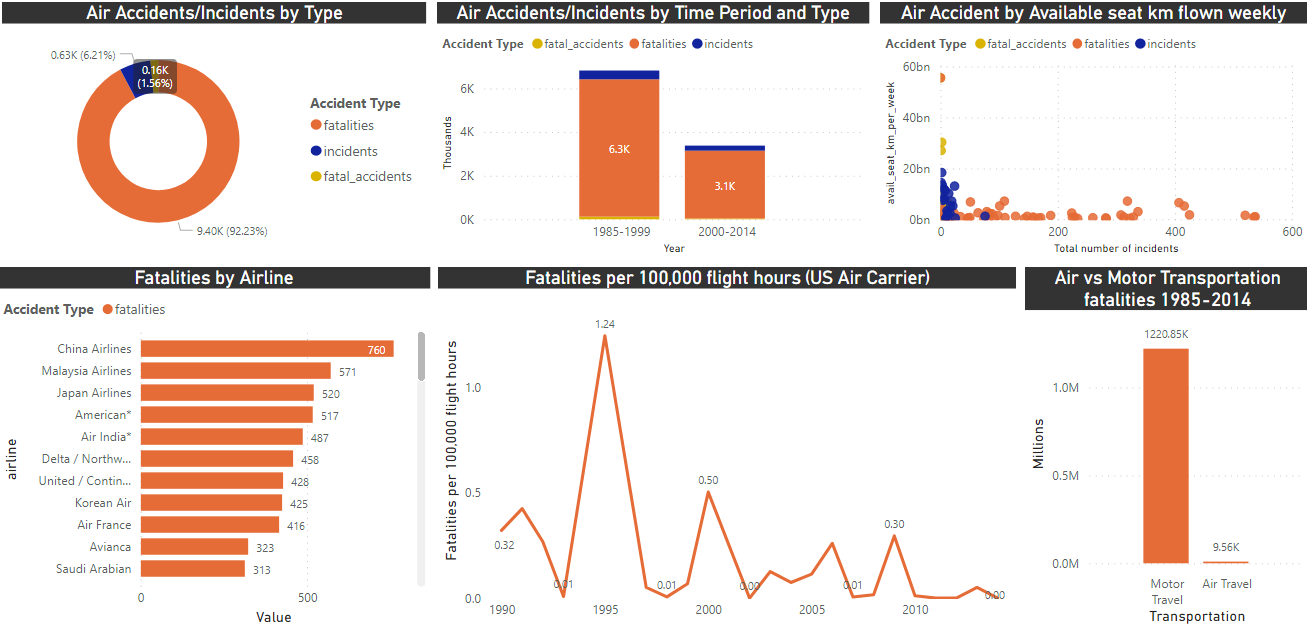 Air Accidents/Incidents by Type
0.63K (6.21%)
0.16K
(1.56%)
9.40K (92.23%)
Accident Type
fatalities
incidents
fatal_accidents
Air Accidents/Incidents by Time Period and Type
Accident Type fatal_accidents fatalities incidents
Thousands
6K
4K
2K
0K
6.3K
3.1K
1985-1999
2000-2014
Year
Air Accident by Available seat km flown weekly
Accident Type fatal_accidents fatalities incidents
avail_seat_km_per_week
60bn
40bn
20bn
0bn
0 200 400 600
Total number of incidents
Fatalities by Airline
Accident Type fatalities
airline
China Airlines 760
Malaysia Airlines 571
Japan Airlines 520
American* 517
Air India* 487
Delta / Northw... 458
United / Contin... 428
Korean Air 425
Air France 416
Avianca 323
Saudi Arabian 313
0 500
Value
Fatalities per 100,000 flight hours (US Air Carrier)
Fatalities per 100,000 flight hours
1.0
0.5
0.0
0.32
0.01
1.24
0.01
0.50
0.00
0.01
0.30
0.00
1990 1995 2000 2005 2010
Air vs Motor Transportation
fatalities 1985-2014
Millions
1.0M
0.5M
0.0M
1220.85K
9.56K
Motor
Travel
Air Travel
Transportation